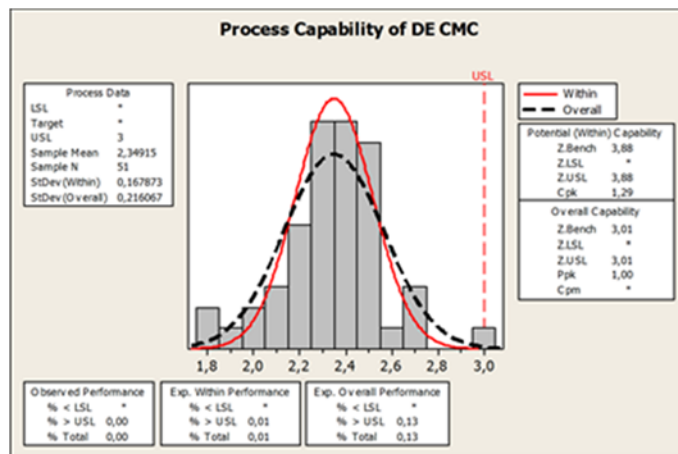 Process Capability of DE CMC
Process Data
LSL *
Target *
USL 3
Sample Mean 2,34915
Sample N 51
StDev(Within) 0,167873
StDev(Overall) 0,216067
USL
Within
Overall
Potential (Within) Capability
Z.Bench 3,88
Z.LSL *
Z.USL 3,88
Cpk 1,29
Overall Capability
Z.Bench 3,01
Z.LSL *
Z.USL 3,01
Ppk 1,00
Cpm *
1,8 2,0 2,2 2,4 2,6 2,8 3,0
Observed Performance
% < LSL *
% > USL 0,00
% Total 0,00
Exp. Within Performance
% < LSL *
% > USL 0,01
% Total 0,01
Exp. Overall Performance
% < LSL *
% > USL 0,13
% Total 0,13